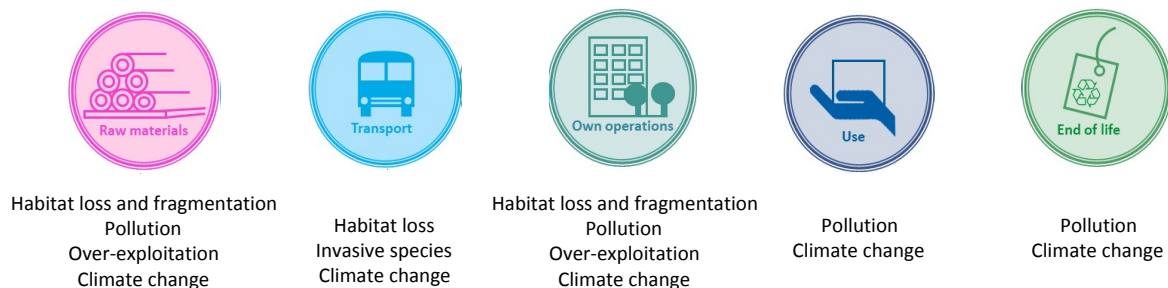 Raw materials
Transport
Own operations
Use
End of life
Habitat loss and fragmentation
Pollution
Over-exploitation
Climate change
Habitat loss
Invasive species
Climate change
Habitat loss and fragmentation
Pollution
Over-exploitation
Climate change
Pollution
Climate change
Pollution
Climate change